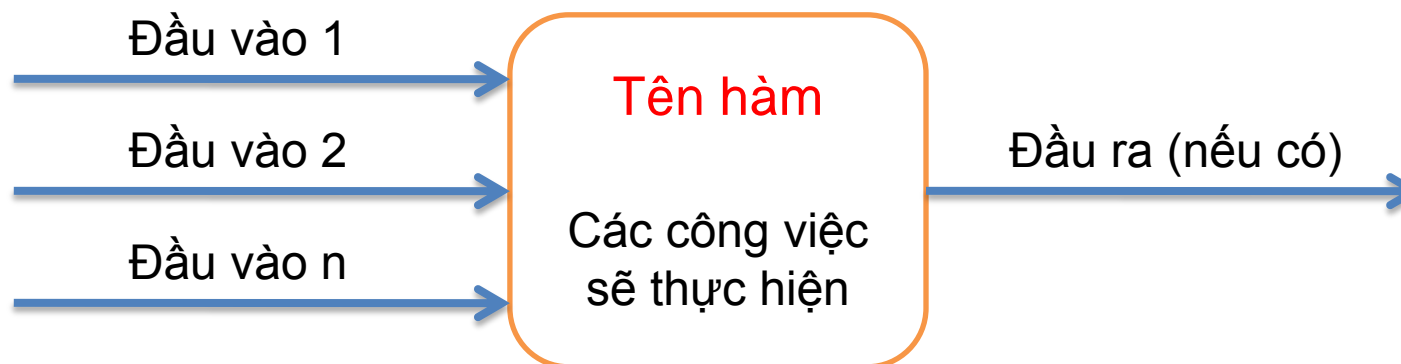 Đầu vào 1
Đầu vào 2
Đầu vào n
Tên hàm
Các công việc
sẽ thực hiện
Đầu ra (nếu có)